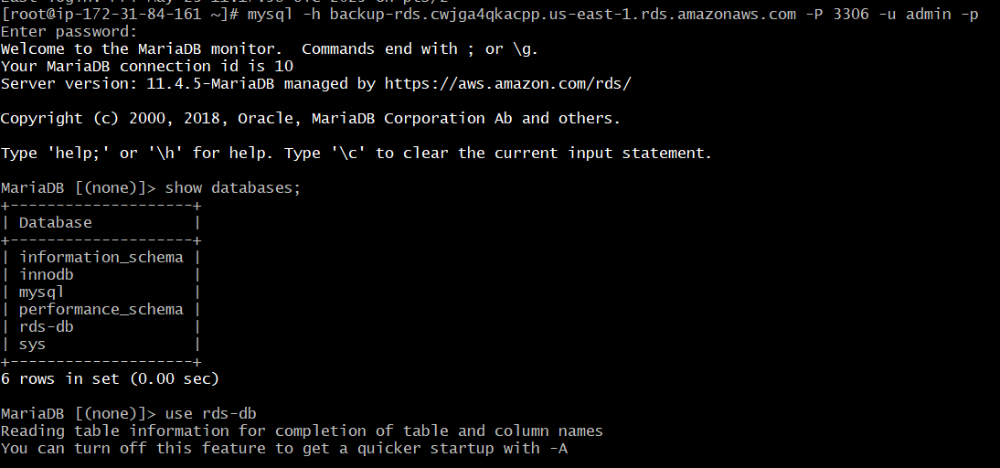 [root@ip-172-31-84-161 ~]# mysql -h backup-rds.cwjga4qkacpp.us-east-1.rds.amazonaws.com -P 3306 -u admin -p
Enter password:
Welcome to the MariaDB monitor.  Commands end with ; or \g.
Your MariaDB connection id is 10
Server version: 11.4.5-MariaDB managed by https://aws.amazon.com/rds/
Copyright (c) 2000, 2018, Oracle, MariaDB Corporation Ab and others.
Type 'help;' or '\h' for help. Type '\c' to clear the current input statement.
MariaDB [(none)]> show databases;
+--------------------+
| Database           |
+--------------------+
| information_schema |
| innodb             |
| mysql              |
| performance_schema |
| rds-db             |
| sys                |
+--------------------+
6 rows in set (0.00 sec)
MariaDB [(none)]> use rds-db
Reading table information for completion of table and column names
You can turn off this feature to get a quicker startup with -A